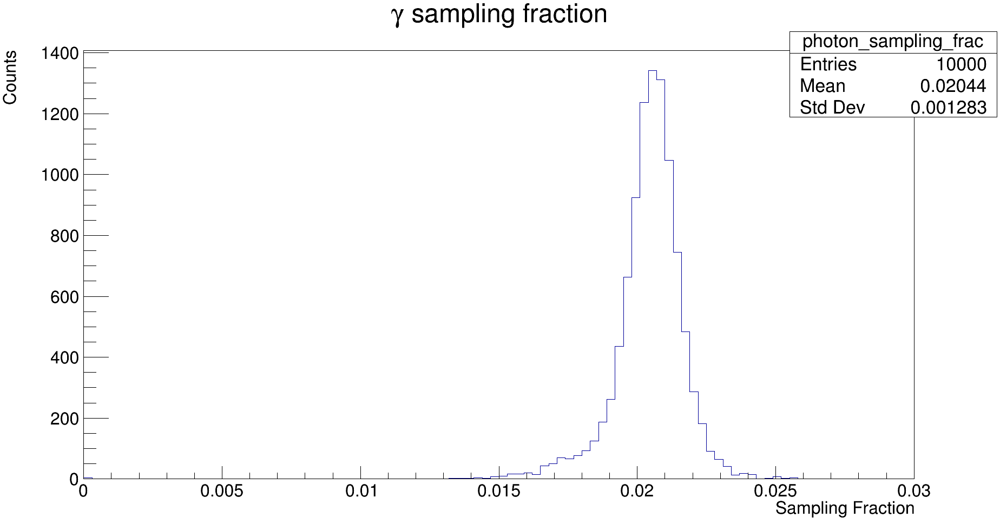 γ sampling fraction
photon_sampling_frac
Entries 10000
Mean 0.02044
Std Dev 0.001283
Counts
1400
1200
1000
800
600
400
200
0
0 0.005 0.01 0.015 0.02 0.025 0.03
Sampling Fraction